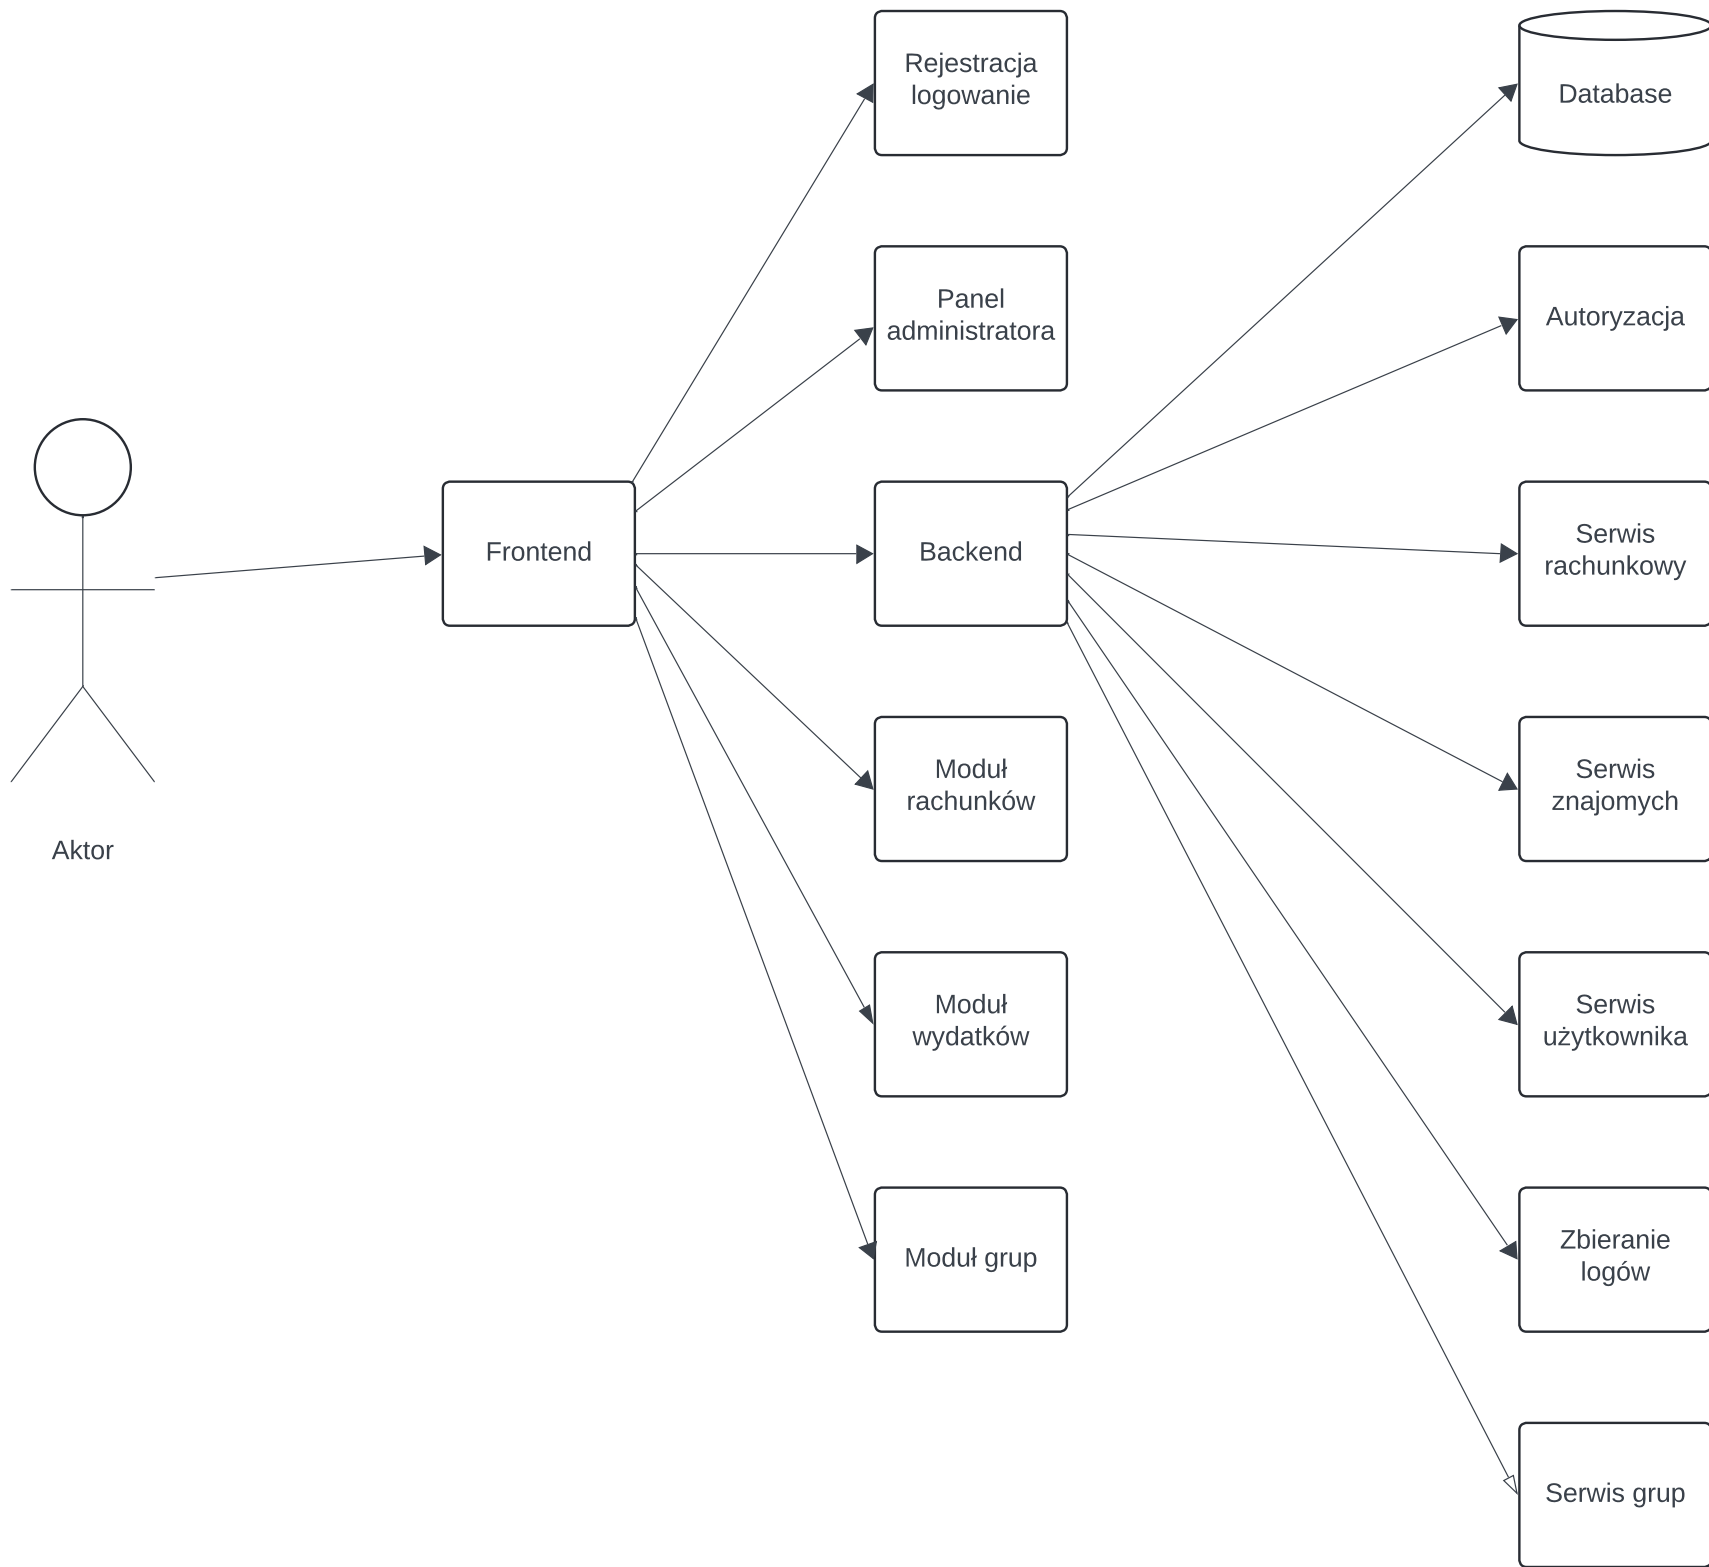 Aktor
Frontend
Rejestracja
logowanie
Panel
administratora
Backend
Moduł
rachunków
Moduł
wydatków
Moduł grup
Database
Autoryzacja
Serwis
rachunkowy
Serwis
znajomych
Serwis
użytkownika
Zbieranie
logów
Serwis grup